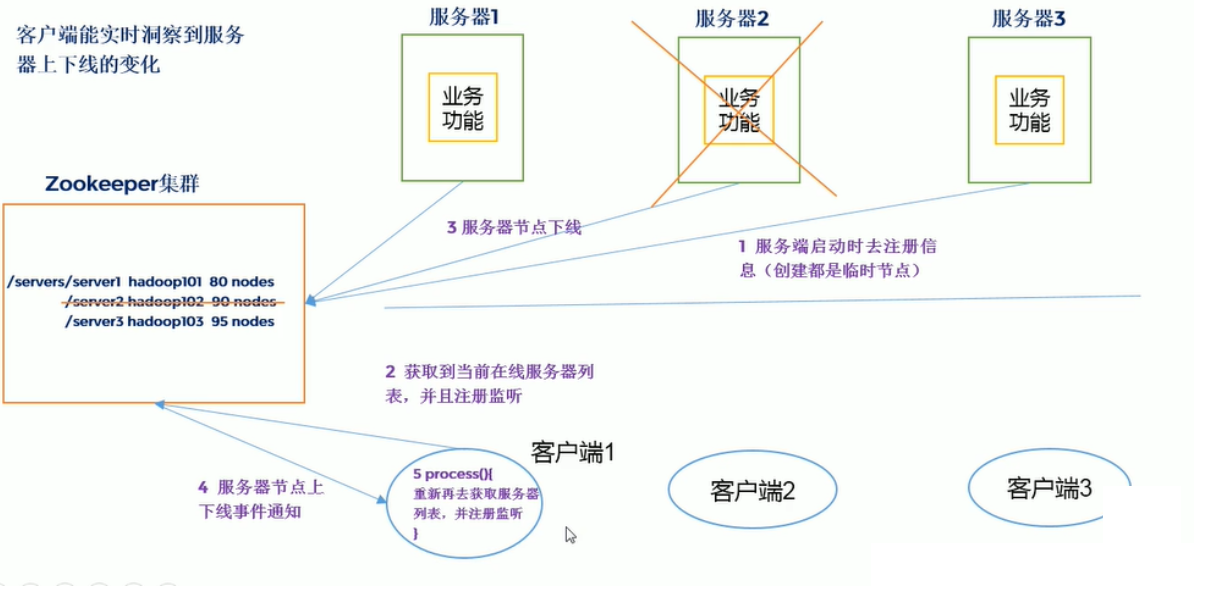 客户端能实时洞察到服务
器上下线的变化
服务器1
服务器2
服务器3
业务
功能
业务
功能
业务
功能
Zookeeper集群
/servers/server1 hadoop101 80 nodes
/server2 hadoop102 90 nodes
/server3 hadoop103 95 nodes
3 服务器节点下线
1 服务端启动时去注册信
息（创建都是临时节点）
2 获取到当前在线服务器列
表，并且注册监听
4 服务器节点上
下线事件通知
客户端1
5 process(){
重新再去获取服务器
列表，并注册监听
}
客户端2
客户端3